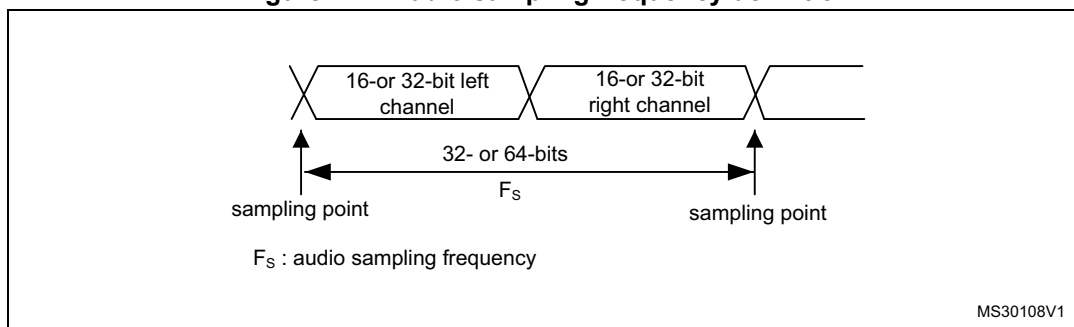 16-or 32-bit left
channel
16-or 32-bit
right channel
32- or 64-bits
FS
sampling point
sampling point
FS : audio sampling frequency
MS30108V1